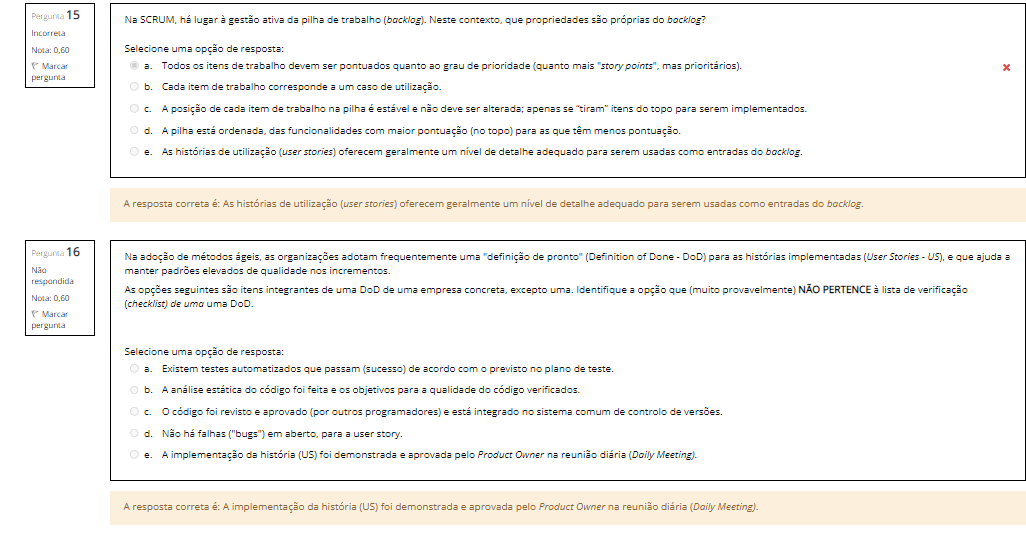 Pergunta 15
Incorreta
Nota: 0,60
Marcar
pergunta
Na SCRUM, há lugar à gestão ativa da pilha de trabalho (backlog). Neste contexto, que propriedades são próprias do backlog?
Selecione uma opção de resposta:
a. Todos os itens de trabalho devem ser pontuados quanto ao grau de prioridade (quanto mais "story points", mas prioritários).
b. Cada item de trabalho corresponde a um caso de utilização.
c. A posição de cada item de trabalho na pilha é estável e não deve ser alterada; apenas se "tiram" itens do topo para serem implementados.
d. A pilha está ordenada, das funcionalidades com maior pontuação (no topo) para as que têm menos pontuação.
e. As histórias de utilização (user stories) oferecem geralmente um nível de detalhe adequado para serem usadas como entradas do backlog.
A resposta correta é: As histórias de utilização (user stories) oferecem geralmente um nível de detalhe adequado para serem usadas como entradas do backlog.
Pergunta 16
Não
respondida
Nota: 0,60
Marcar
pergunta
Na adoção de métodos ágeis, as organizações adotam frequentemente uma "definição de pronto" (Definition of Done - DoD) para as histórias implementadas (User Stories - US), e que ajuda a
manter padrões elevados de qualidade nos incrementos.
As opções seguintes são itens integrantes de uma DoD de uma empresa concreta, excepto uma. Identifique a opção que (muito provavelmente) NÃO PERTENCE à lista de verificação
(checklist) de uma uma DoD.
Selecione uma opção de resposta:
a. Existem testes automatizados que passam (sucesso) de acordo com o previsto no plano de teste.
b. A análise estática do código foi feita e os objetivos para a qualidade do código verificados.
c. O código foi revisto e aprovado (por outros programadores) e está integrado no sistema comum de controlo de versões.
d. Não há falhas ("bugs") em aberto, para a user story.
e. A implementação da história (US) foi demonstrada e aprovada pelo Product Owner na reunião diária (Daily Meeting).
A resposta correta é: A implementação da história (US) foi demonstrada e aprovada pelo Product Owner na reunião diária (Daily Meeting).